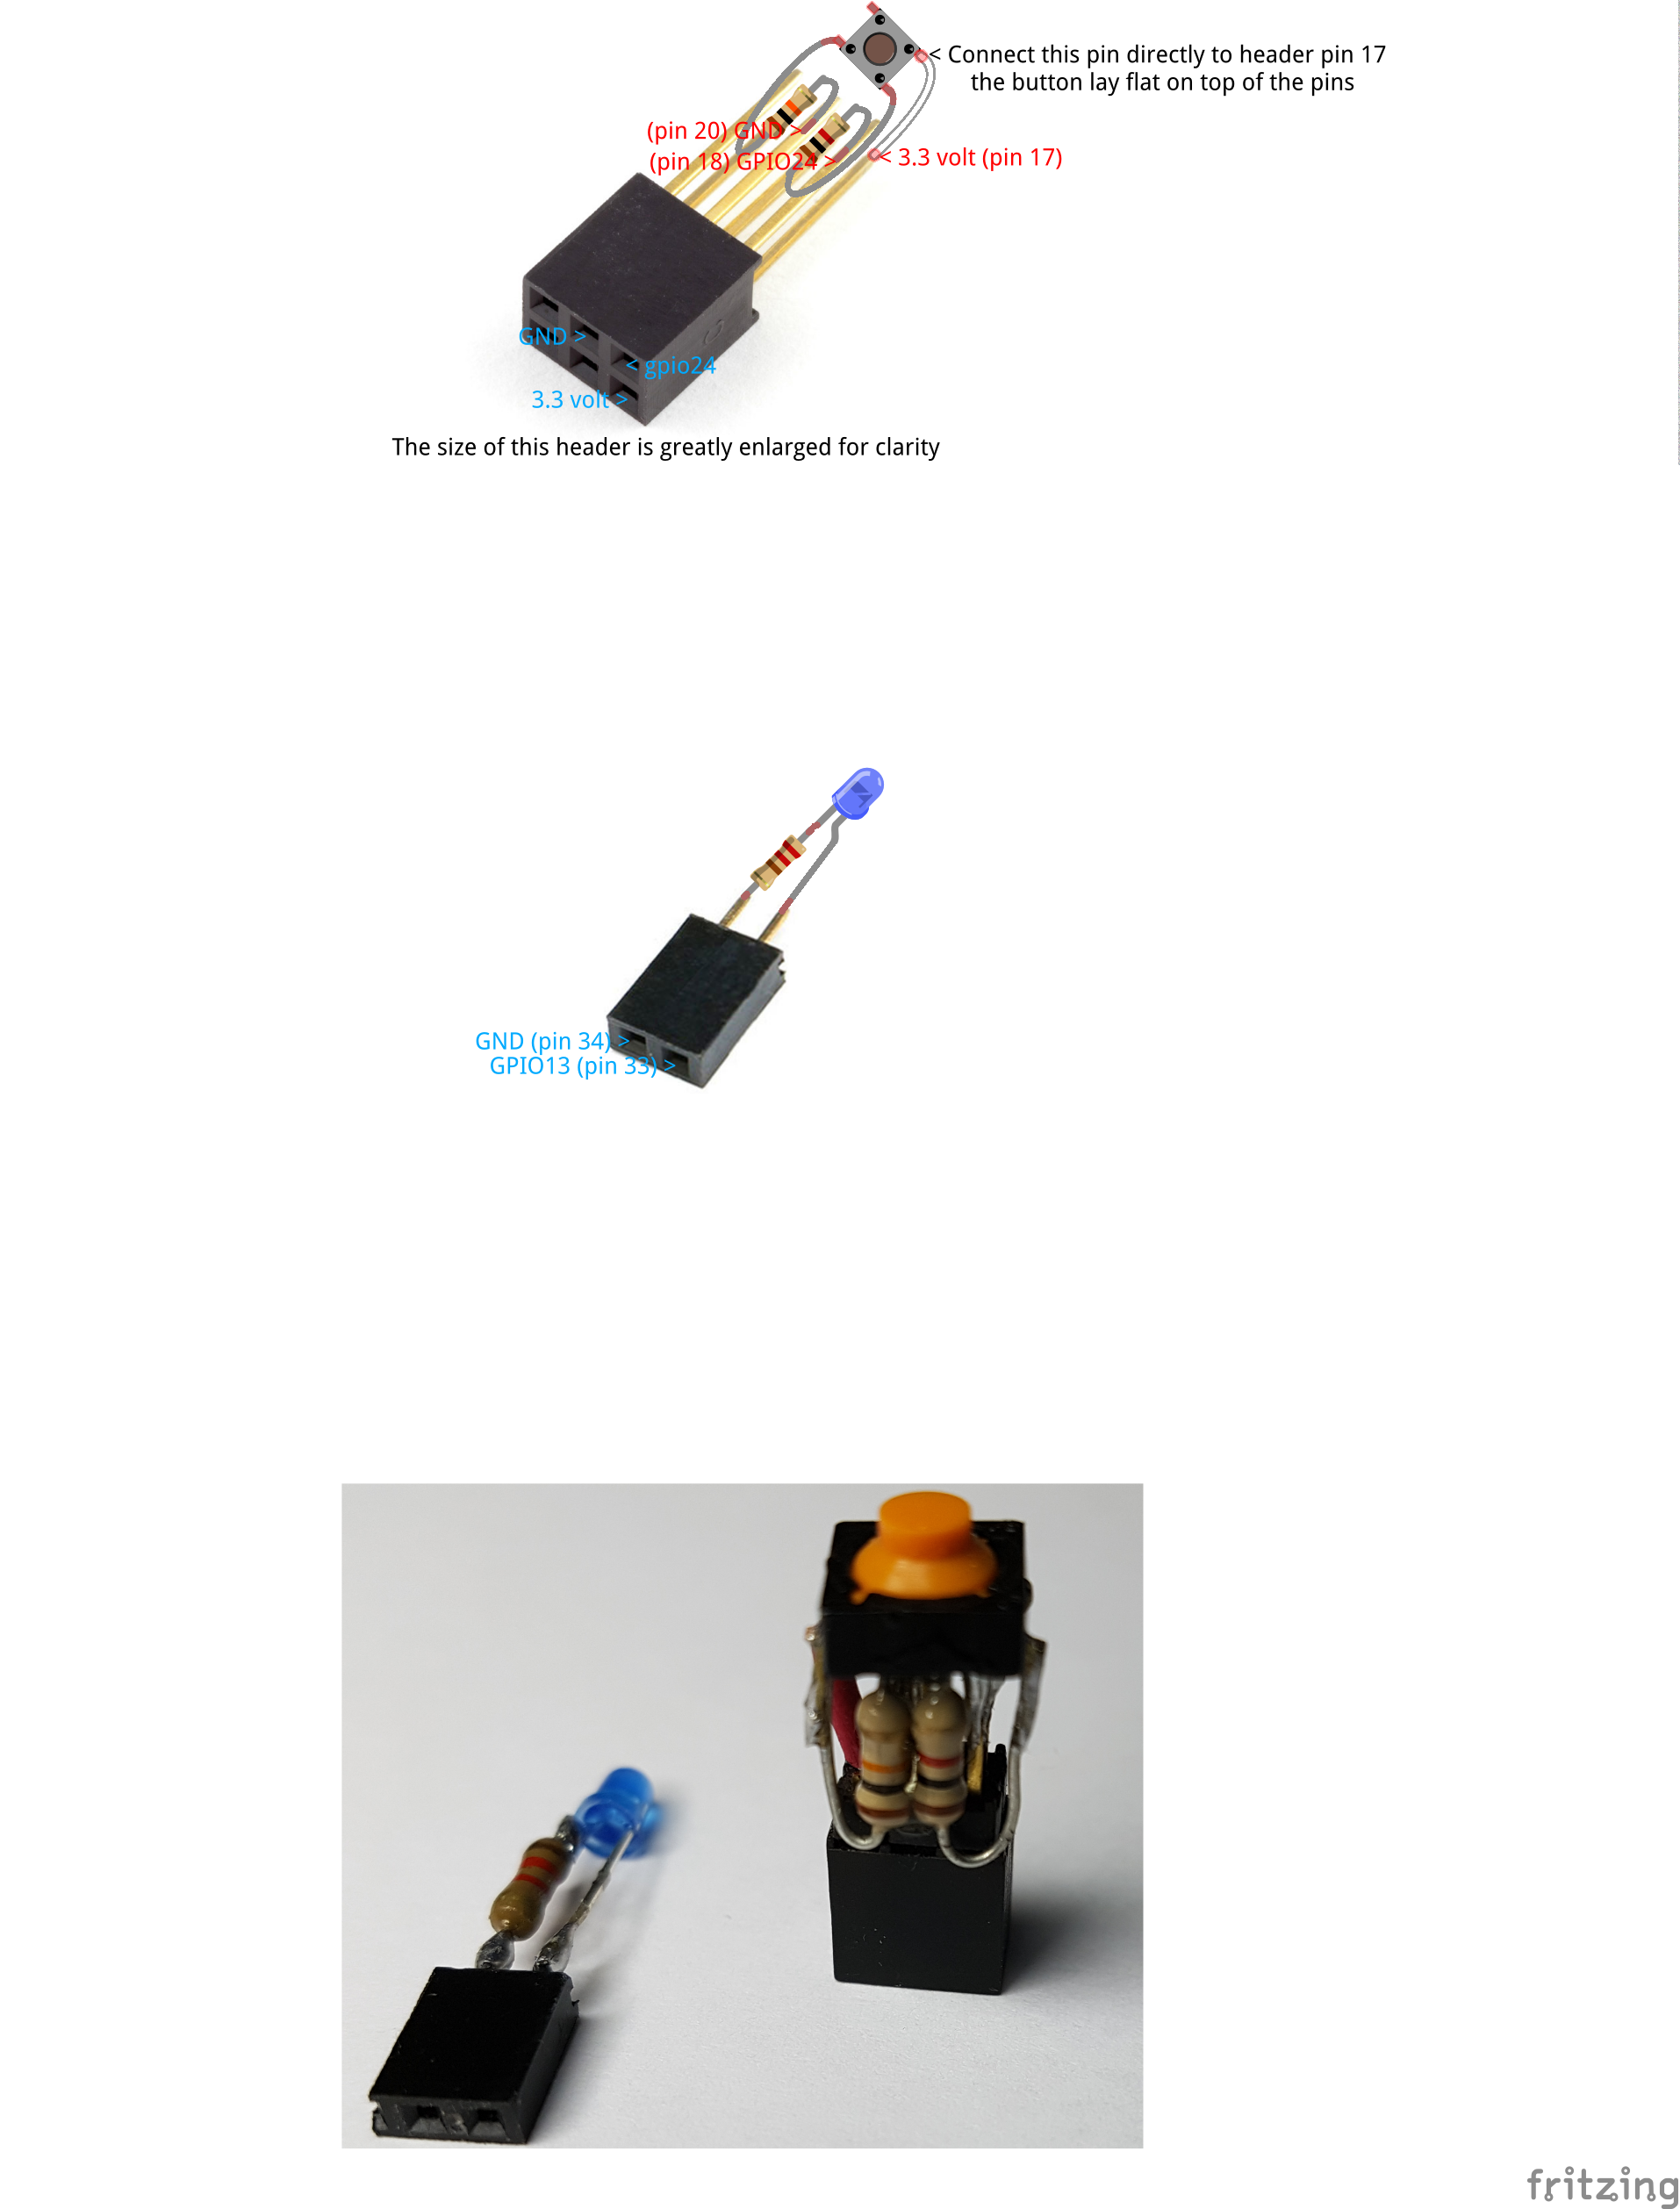 < Connect this pin directly to header pin 17
the button lay flat on top of the pins
(pin 20) GND >
(pin 18) GPIO24 >
< 3.3 volt (pin 17)
GND >
< gpio24
3.3 volt >
The size of this header is greatly enlarged for clarity
GND (pin 34) >
GPIO13 (pin 33) >
fritzing